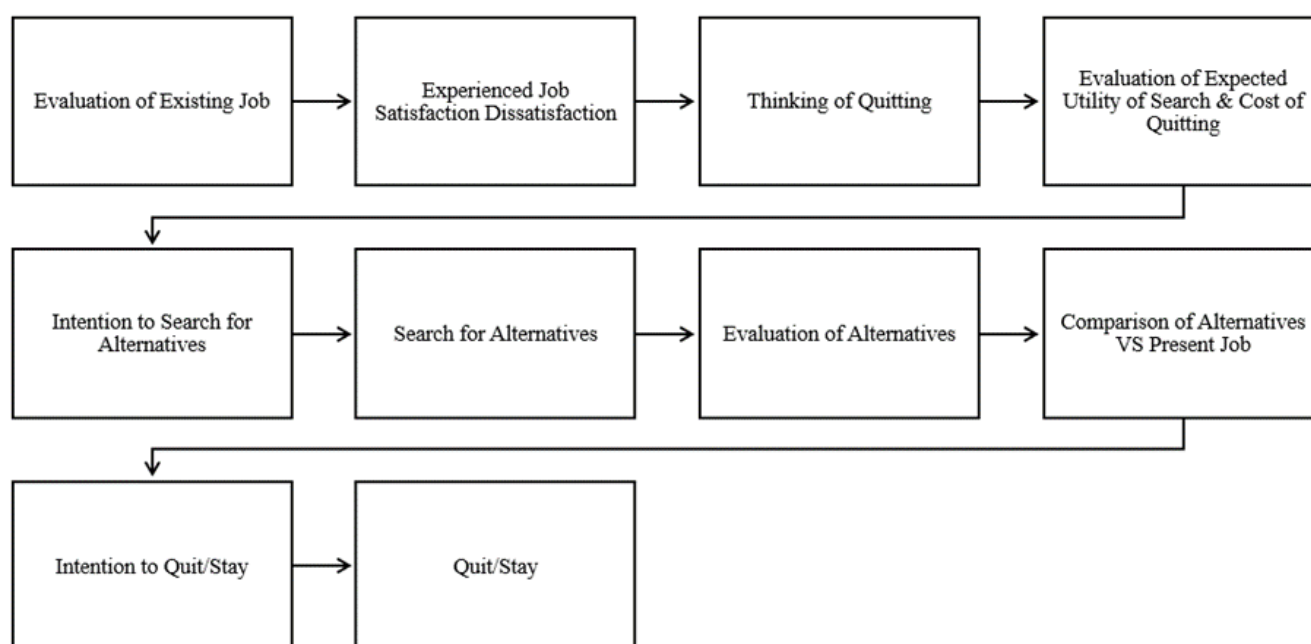 Evaluation of Existing Job
Experienced Job
Satisfaction Dissatisfaction
Thinking of Quitting
Evaluation of Expected
Utility of Search & Cost of
Quitting
Intention to Search for
Alternatives
Search for Alternatives
Evaluation of Alternatives
Comparison of Alternatives
VS Present Job
Intention to Quit/Stay
Quit/Stay